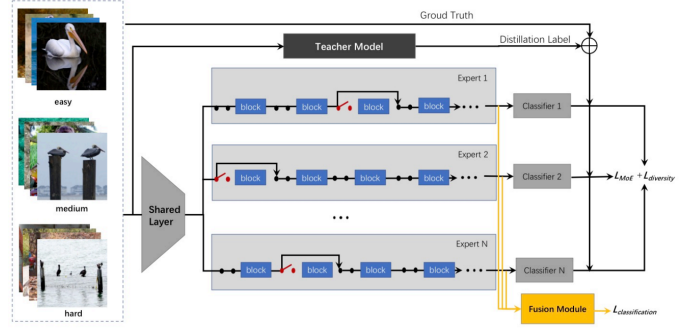 Groud Truth
Teacher Model
Distillation Label
easy
Expert 1
block
block
block
block
Classifier 1
medium
Expert 2
block
block
block
block
Classifier 2
L_MoE + L_diversity
Shared
Layer
...
Expert N
block
block
block
block
Classifier N
hard
Fusion Module
L_classification